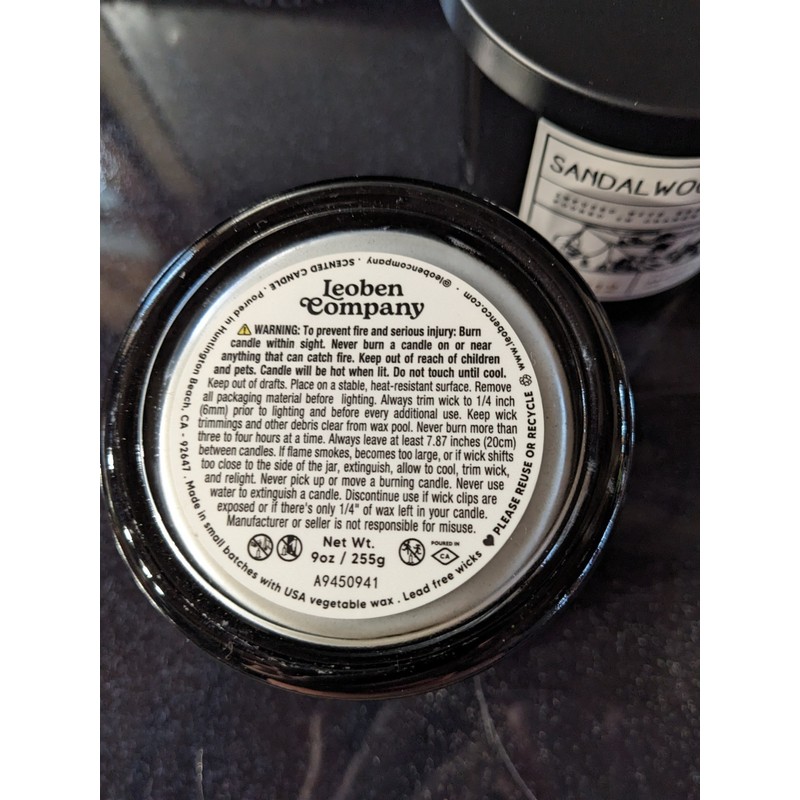 SANDALWOO
Leoben
Company
⚠ WARNING: To prevent fire and serious injury: Burn
candle within sight. Never burn a candle on or near
anything that can catch fire. Keep out of reach of children
and pets. Candle will be hot when lit. Do not touch until cool.
Keep out of drafts. Place on a stable, heat-resistant surface. Remove
all packaging material before lighting. Always trim wick to 1/4 inch
(6mm) prior to lighting and before every additional use. Keep wick
trimmings and other debris clear from wax pool. Never burn more than
three to four hours at a time. Always leave at least 7.87 inches (20cm)
between candles. If flame smokes, becomes too large, or if wick shifts
too close to the side of the jar, extinguish, allow to cool, trim wick,
and relight. Never pick up or move a burning candle. Never use
water to extinguish a candle. Discontinue use if wick clips are
exposed or if there's only 1/4" of wax left in your candle.
Manufacturer or seller is not responsible for misuse.
Net Wt.
9oz / 255g
POURED IN
CA
A9450941
@leobencompany . SCENTED CANDLE . Poured in Huntington Beach, CA - 92647 . Made in small batches with USA vegetable wax . Lead free wicks ♥ PLEASE REUSE OR RECYCLE ♲ www.leobenco.com .